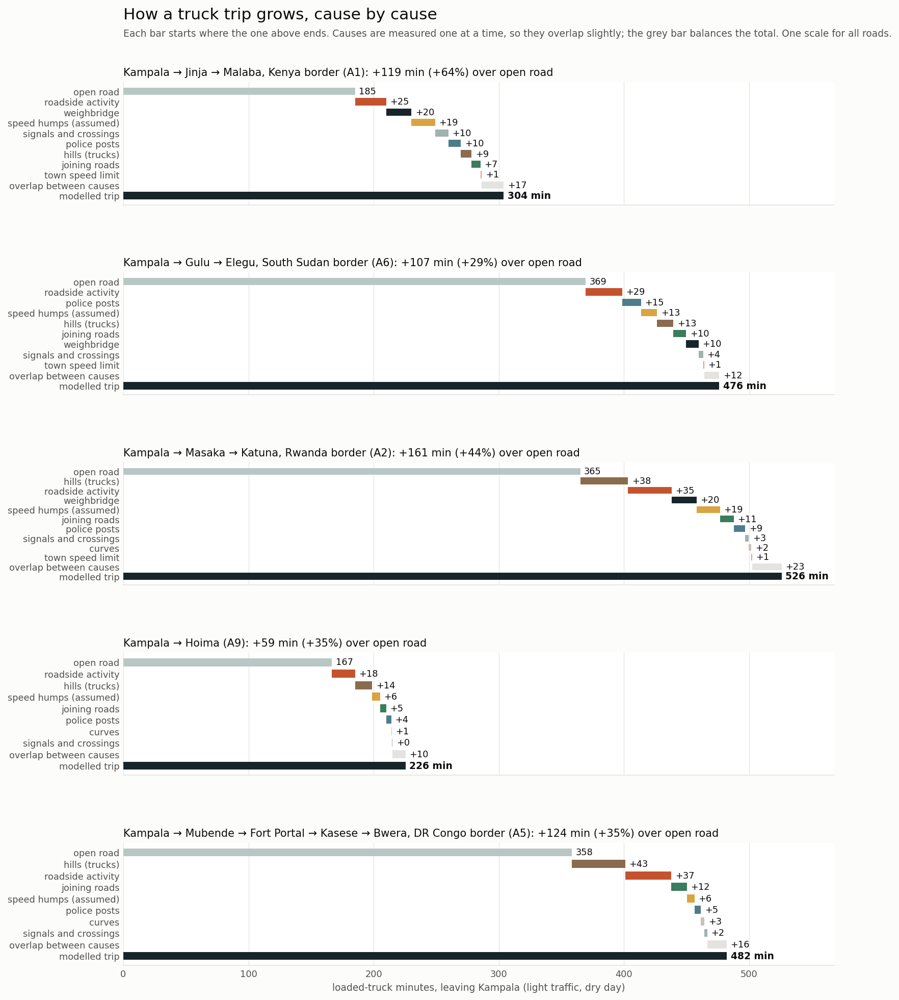 How a truck trip grows, cause by cause
Each bar starts where the one above ends. Causes are measured one at a time, so they overlap slightly; the grey bar balances the total. One scale for all roads.
Kampala → Jinja → Malaba, Kenya border (A1): +119 min (+64%) over open road
open road 185
roadside activity +25
weighbridge +20
speed humps (assumed) +19
signals and crossings +10
police posts +10
hills (trucks) +9
joining roads +7
town speed limit +1
overlap between causes +17
modelled trip 304 min
Kampala → Gulu → Elegu, South Sudan border (A6): +107 min (+29%) over open road
open road 369
roadside activity +29
police posts +15
speed humps (assumed) +13
hills (trucks) +13
joining roads +10
weighbridge +10
signals and crossings +4
town speed limit +1
overlap between causes +12
modelled trip 476 min
Kampala → Masaka → Katuna, Rwanda border (A2): +161 min (+44%) over open road
open road 365
hills (trucks) +38
roadside activity +35
weighbridge +20
speed humps (assumed) +19
joining roads +11
police posts +9
signals and crossings +3
curves +2
town speed limit +1
overlap between causes +23
modelled trip 526 min
Kampala → Hoima (A9): +59 min (+35%) over open road
open road 167
roadside activity +18
hills (trucks) +14
speed humps (assumed) +6
joining roads +5
police posts +4
curves +1
signals and crossings +0
overlap between causes +10
modelled trip 226 min
Kampala → Mubende → Fort Portal → Kasese → Bwera, DR Congo border (A5): +124 min (+35%) over open road
open road 358
hills (trucks) +43
roadside activity +37
joining roads +12
speed humps (assumed) +6
police posts +5
curves +3
signals and crossings +2
overlap between causes +16
modelled trip 482 min
0 100 200 300 400 500
loaded-truck minutes, leaving Kampala (light traffic, dry day)